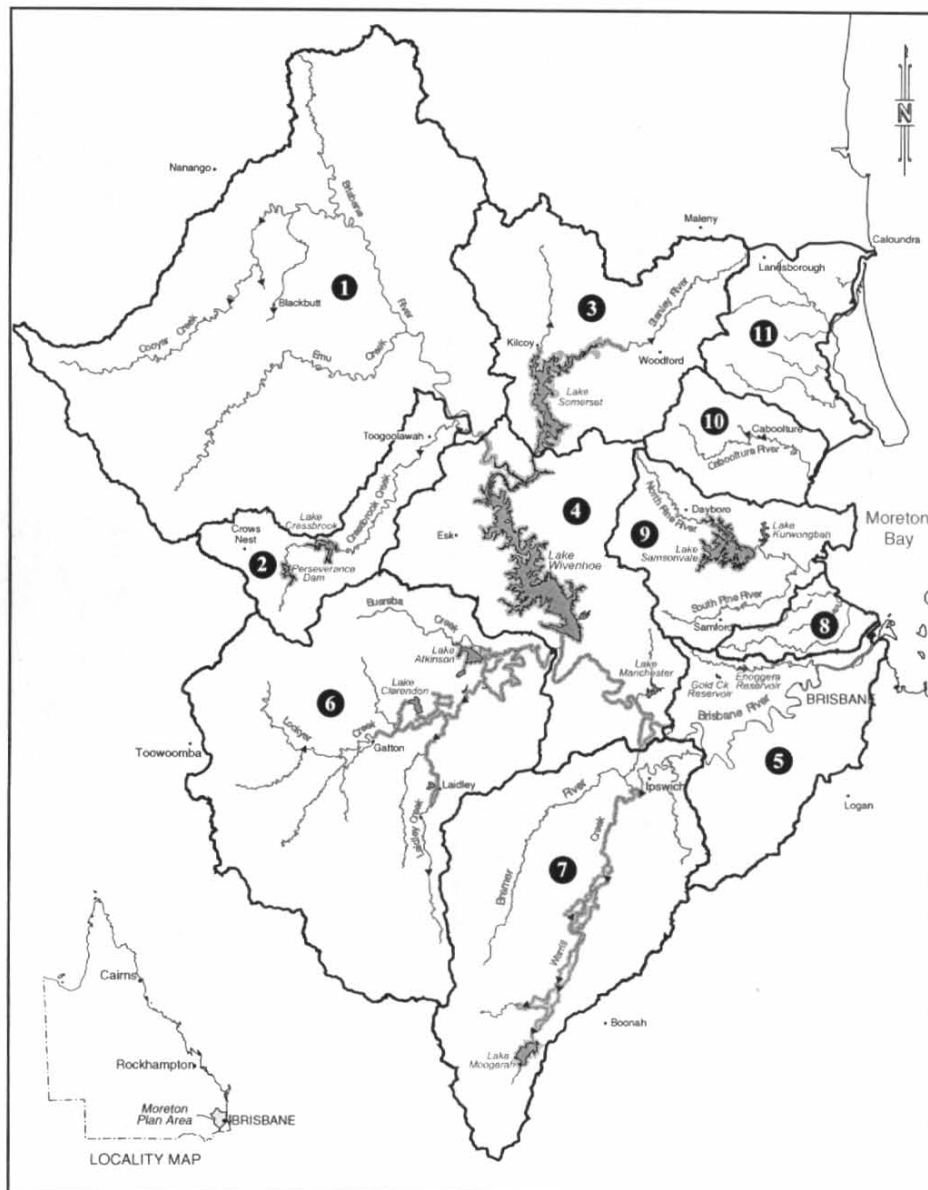 N
Nanango
Brisbane
River
Maleny
Caloundra
Landsborough
1
3
Stanley River
11
Blackbutt
Cooyar Creek
Emu
Creek
Kilcoy
Woodford
Lake
Somerset
10
Caboolture
Caboolture River
Toogoolawah
Cressbrook Creek
Lake
Cressbrook
Crows
Nest
2
Perseverance
Dam
Esk
4
Lake
Wivenhoe
North Pine River
Dayboro
9
Lake
Samsonvale
Lake
Kurwongbah
Moreton
Bay
South Pine River
Samford
8
Buaraba
Creek
Lake
Atkinson
Lake
Clarendon
6
Lockyer
Creek
Gatton
Toowoomba
Laidley
Laidley Creek
Lake
Manchester
Gold Ck
Reservoir
Enoggera
Reservoir
BRISBANE
Brisbane River
5
Ipswich
Logan
River
Bremer
Creek
7
Warrill
Boonah
Lake
Moogerah
Cairns
Rockhampton
Moreton
Plan Area
BRISBANE
LOCALITY MAP